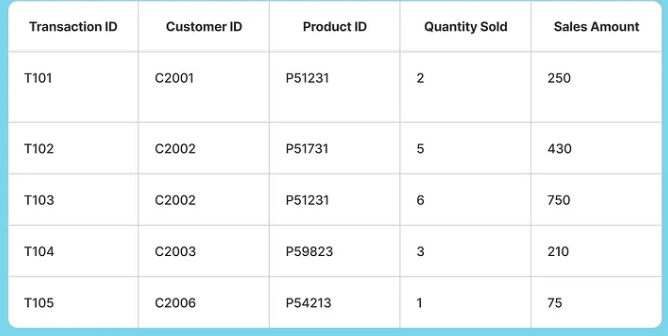 Transaction ID Customer ID Product ID Quantity Sold Sales Amount
T101 C2001 P51231 2 250
T102 C2002 P51731 5 430
T103 C2002 P51231 6 750
T104 C2003 P59823 3 210
T105 C2006 P54213 1 75